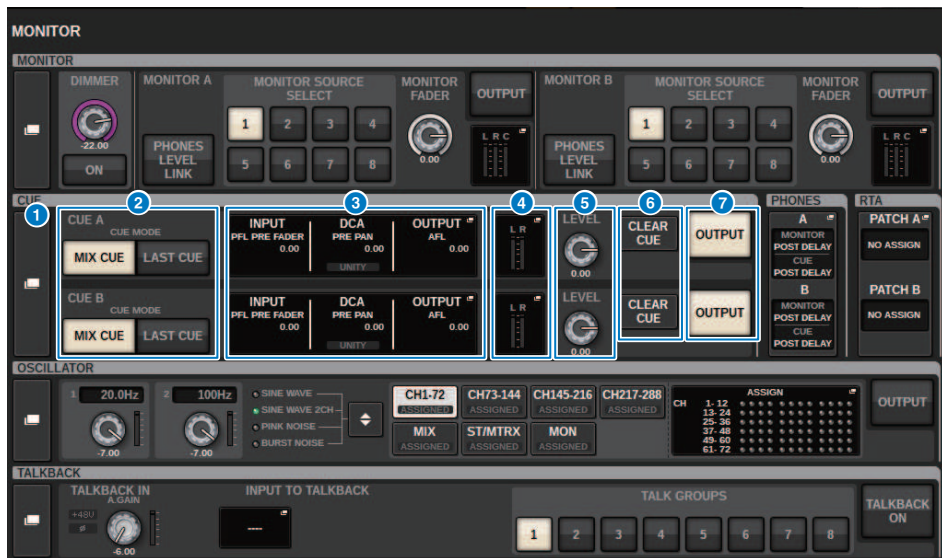 MONITOR
MONITOR
DIMMER
-22.00
ON
MONITOR A
PHONES
LEVEL
LINK
MONITOR SOURCE
SELECT
1 2 3 4
5 6 7 8
MONITOR
FADER
0.00
OUTPUT
L R C
MONITOR B
PHONES
LEVEL
LINK
MONITOR SOURCE
SELECT
1 2 3 4
5 6 7 8
MONITOR
FADER
0.00
OUTPUT
L R C
CUE
1 2 3 4 5 6 7
CUE A
CUE MODE
MIX CUE LAST CUE
INPUT DCA OUTPUT
PFL PRE FADER PRE PAN AFL
0.00 0.00 0.00
UNITY
L R
LEVEL
0.00
CLEAR
CUE
OUTPUT
CUE B
CUE MODE
MIX CUE LAST CUE
INPUT DCA OUTPUT
PFL PRE FADER PRE PAN AFL
0.00 0.00 0.00
UNITY
L R
LEVEL
0.00
CLEAR
CUE
OUTPUT
PHONES
A
MONITOR
POST DELAY
CUE
POST DELAY
B
MONITOR
POST DELAY
CUE
POST DELAY
RTA
PATCH A
NO ASSIGN
PATCH B
NO ASSIGN
OSCILLATOR
1 20.0Hz
-7.00
2 100Hz
-7.00
SINE WAVE
SINE WAVE 2CH
PINK NOISE
BURST NOISE
CH1-72 CH73-144 CH145-216 CH217-288
ASSIGNED ASSIGNED ASSIGNED ASSIGNED
MIX ST/MTRX MON
ASSIGNED ASSIGNED ASSIGNED
ASSIGN
CH 1- 12
13- 24
25- 36
37- 48
49- 60
61- 72
OUTPUT
TALKBACK
TALKBACK IN
A.GAIN
+48V
ø
-6.00
INPUT TO TALKBACK
----
TALK GROUPS
1 2 3 4 5 6 7 8
TALKBACK
ON